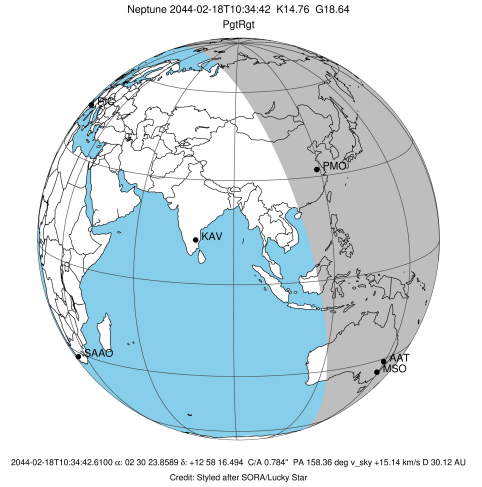 Neptune 2044-02-18T10:34:42 K14.76 G18.64
PgtRgt
PIC
PMO
KAV
SAAO
AAT
MSO
2044-02-18T10:34:42.6100 α: 02 30 23.8589 δ: +12 58 16.494 C/A 0.784" PA 158.36 deg v_sky +15.14 km/s D 30.12 AU
Credit: Styled after SORA/Lucky Star